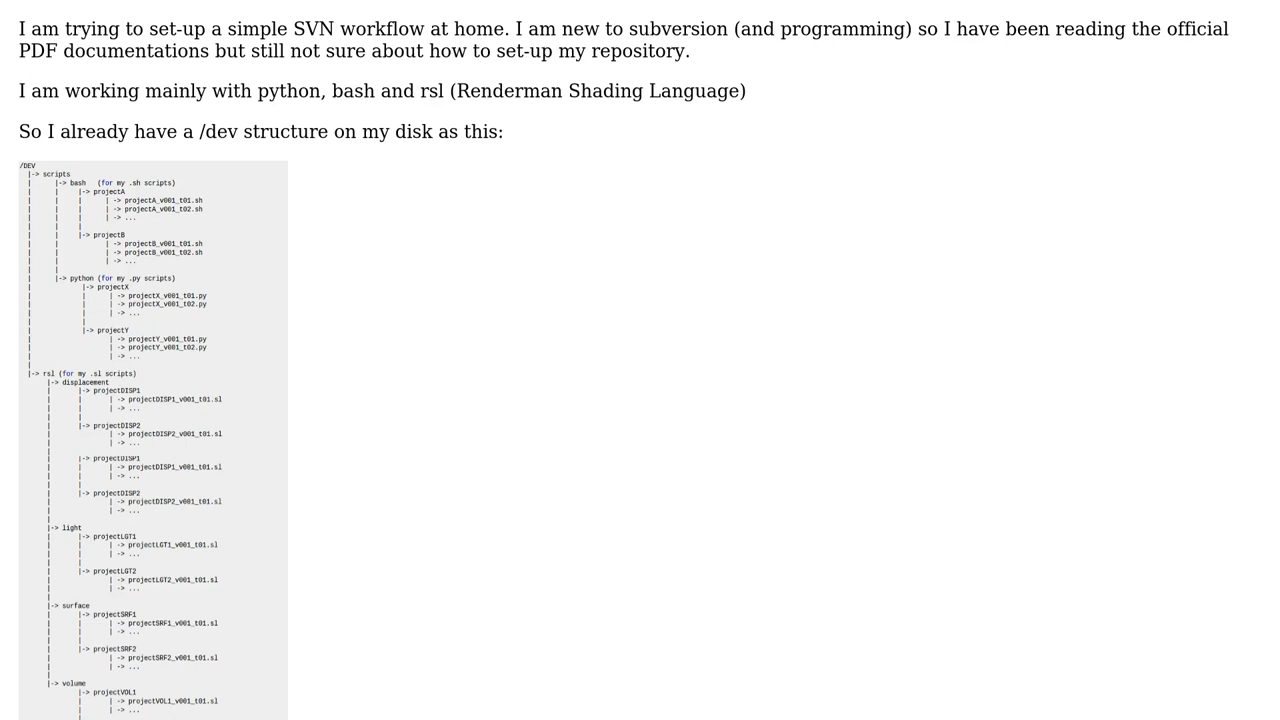 I am trying to set-up a simple SVN workflow at home. I am new to subversion (and programming) so I have been reading the official
PDF documentations but still not sure about how to set-up my repository.
I am working mainly with python, bash and rsl (Renderman Shading Language)
So I already have a /dev structure on my disk as this:
/DEV
|-> scripts
|    |-> bash   (for my .sh scripts)
|    |    |-> projectA
|    |    |    | -> projectA_v001_t01.sh
|    |    |    | -> projectA_v001_t02.sh
|    |    |    | -> ...
|    |    |
|    |    |-> projectB
|    |         | -> projectB_v001_t01.sh
|    |         | -> projectB_v001_t02.sh
|    |         | -> ...
|    |
|    |-> python (for my .py scripts)
|         |-> projectX
|         |    | -> projectX_v001_t01.py
|         |    | -> projectX_v001_t02.py
|         |    | -> ...
|         |
|         |-> projectY
|              | -> projectY_v001_t01.py
|              | -> projectY_v001_t02.py
|              | -> ...
|
|-> rsl (for my .sl scripts)
     |-> displacement
     |    |-> projectDISP1
     |    |    | -> projectDISP1_v001_t01.sl
     |    |    | -> ...
     |    |
     |    |-> projectDISP2
     |         | -> projectDISP2_v001_t01.sl
     |         | -> ...
     |
     |    |-> projectDISP1
     |    |    | -> projectDISP1_v001_t01.sl
     |    |    | -> ...
     |    |
     |    |-> projectDISP2
     |         | -> projectDISP2_v001_t01.sl
     |         | -> ...
     |
     |-> light
     |    |-> projectLGT1
     |    |    | -> projectLGT1_v001_t01.sl
     |    |    | -> ...
     |    |
     |    |-> projectLGT2
     |         | -> projectLGT2_v001_t01.sl
     |         | -> ...
     |
     |-> surface
     |    |-> projectSRF1
     |    |    | -> projectSRF1_v001_t01.sl
     |    |    | -> ...
     |    |
     |    |-> projectSRF2
     |         | -> projectSRF2_v001_t01.sl
     |         | -> ...
     |
     |-> volume
          |-> projectVOL1
          |    | -> projectVOL1_v001_t01.sl
          |    | -> ...
          |